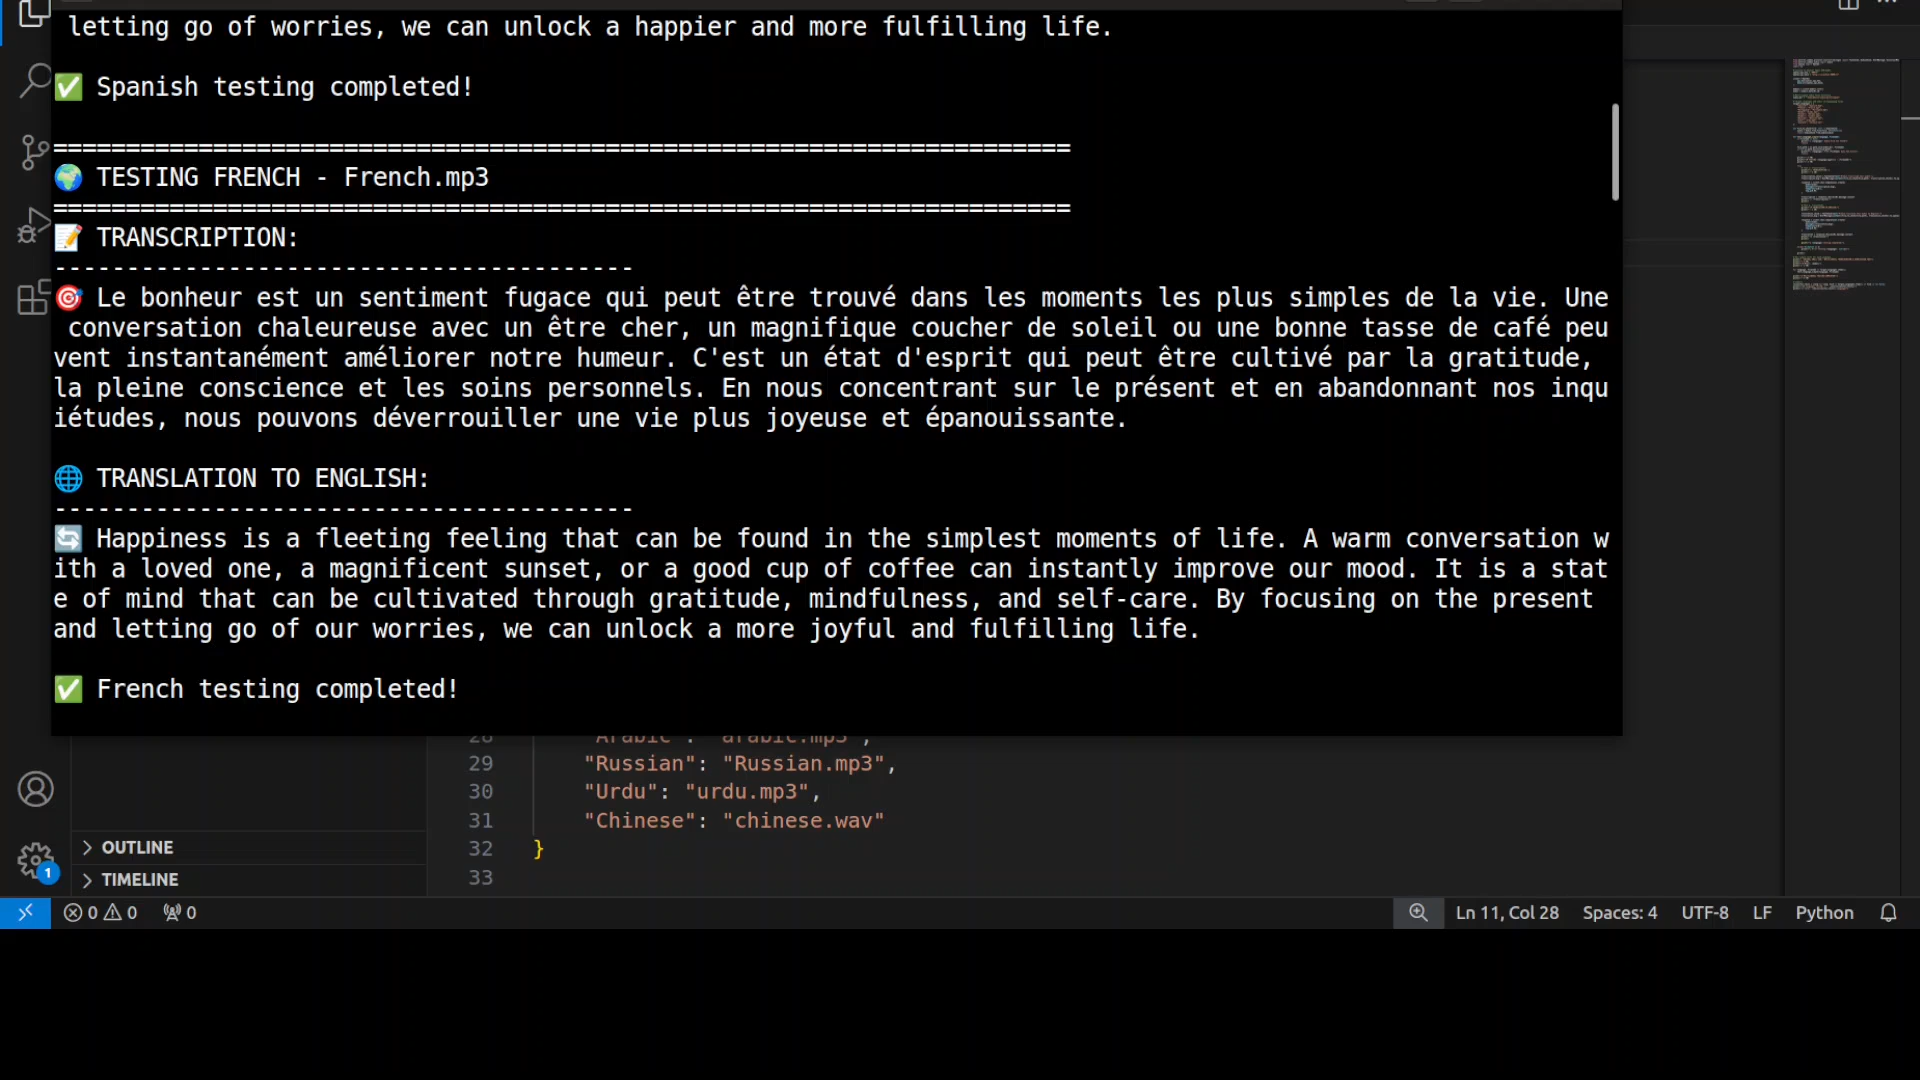 letting go of worries, we can unlock a happier and more fulfilling life.
✅ Spanish testing completed!
======================================================================
🌍 TESTING FRENCH - French.mp3
======================================================================
📝 TRANSCRIPTION:
----------------------------------------
🎯 Le bonheur est un sentiment fugace qui peut être trouvé dans les moments les plus simples de la vie. Une
conversation chaleureuse avec un être cher, un magnifique coucher de soleil ou une bonne tasse de café peu
vent instantanément améliorer notre humeur. C'est un état d'esprit qui peut être cultivé par la gratitude,
la pleine conscience et les soins personnels. En nous concentrant sur le présent et en abandonnant nos inqu
iétudes, nous pouvons déverrouiller une vie plus joyeuse et épanouissante.
🌐 TRANSLATION TO ENGLISH:
----------------------------------------
🔄 Happiness is a fleeting feeling that can be found in the simplest moments of life. A warm conversation w
ith a loved one, a magnificent sunset, or a good cup of coffee can instantly improve our mood. It is a stat
e of mind that can be cultivated through gratitude, mindfulness, and self-care. By focusing on the present
and letting go of our worries, we can unlock a more joyful and fulfilling life.
✅ French testing completed!
28 "Arabic": "arabic.mp3",
29 "Russian": "Russian.mp3",
30 "Urdu": "urdu.mp3",
31 "Chinese": "chinese.wav"
32 }
33
OUTLINE
TIMELINE
1
0 0 0 Ln 11, Col 28 Spaces: 4 UTF-8 LF Python